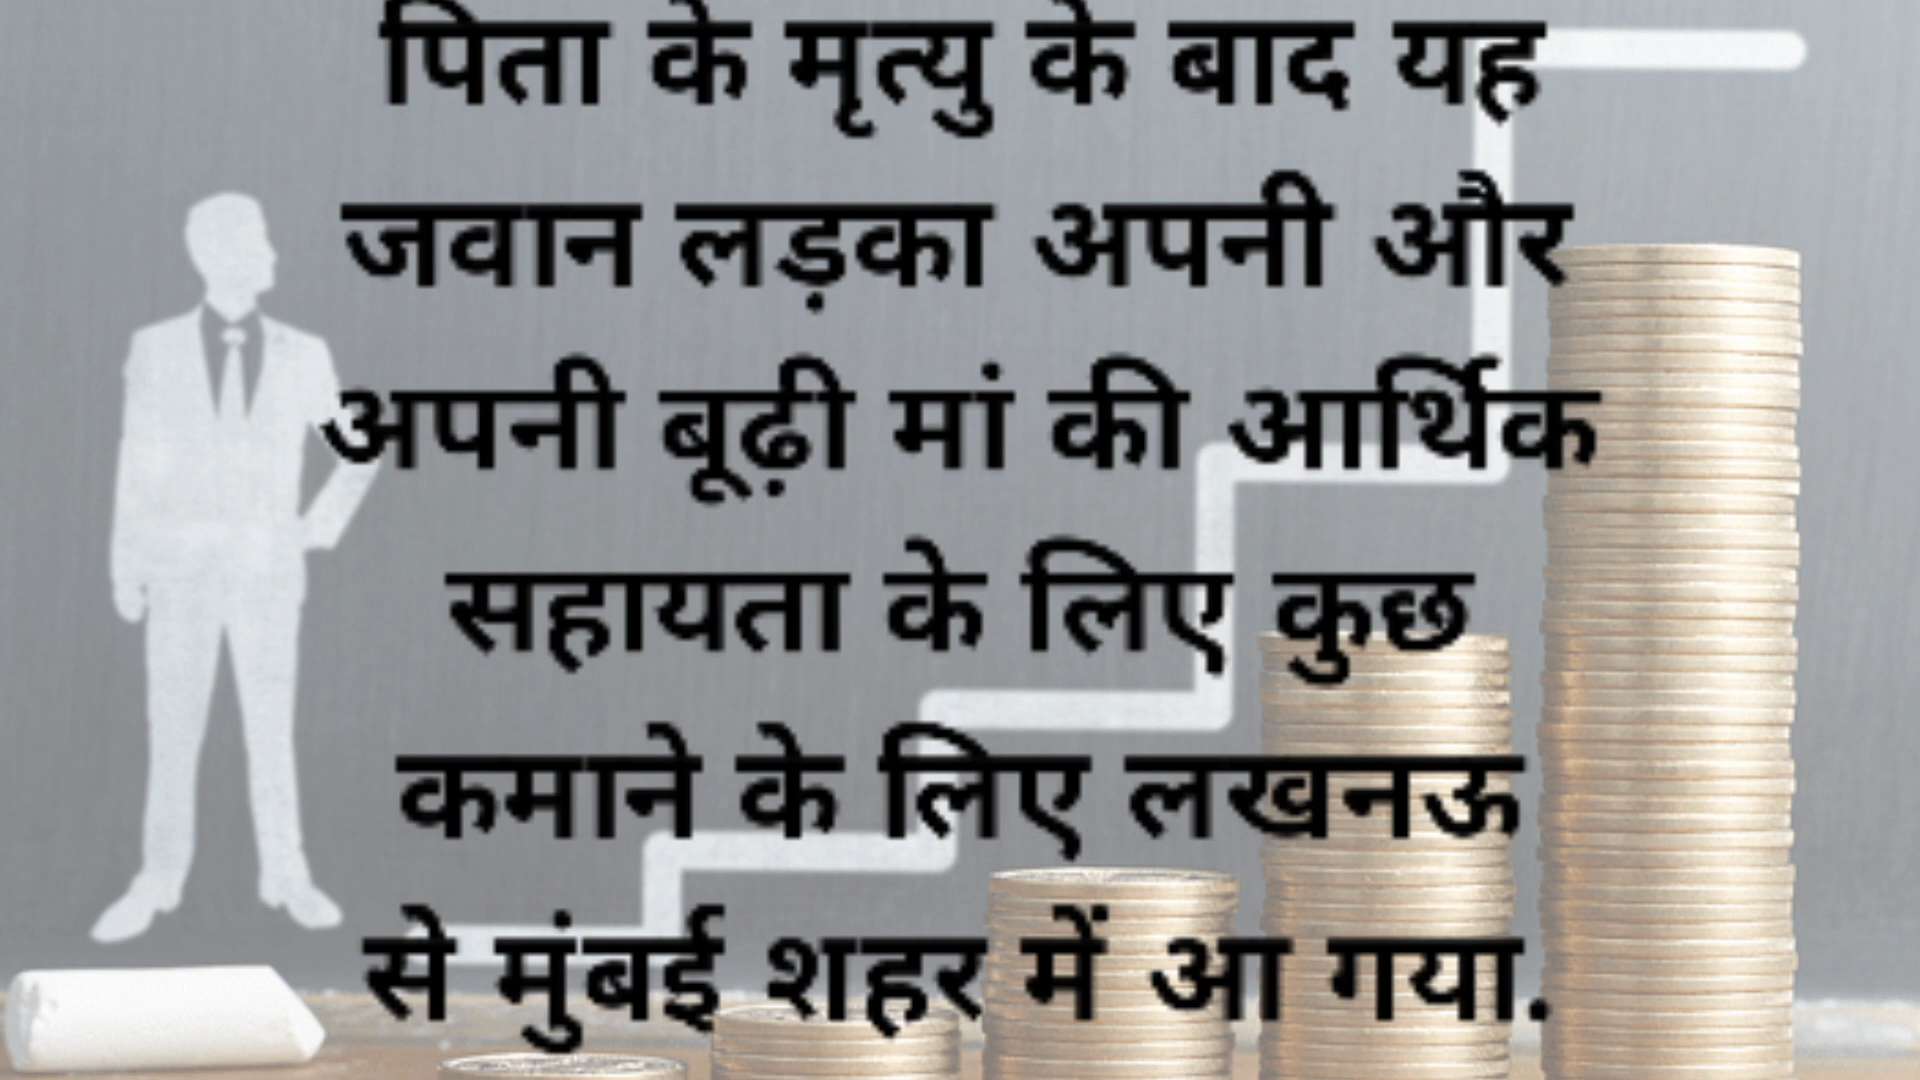 पिता के मृत्यु के बाद यह
जवान लड़का अपनी और
अपनी बूढ़ी मां की आर्थिक
सहायता के लिए कुछ
कमाने के लिए लखनऊ
से मुंबई शहर में आ गया.